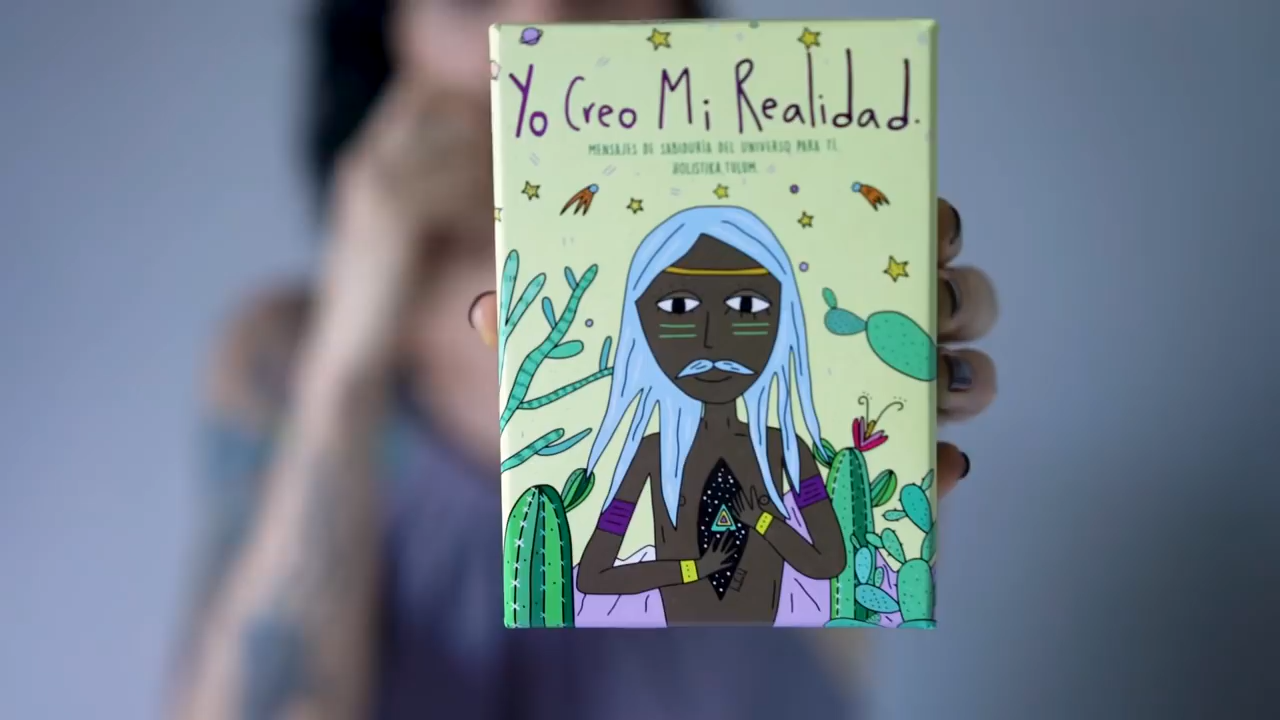 Yo Creo Mi Realidad.
MENSAJES DE SABIDURÍA DEL UNIVERSO PARA TI.
HOLISTIKA TULUM.